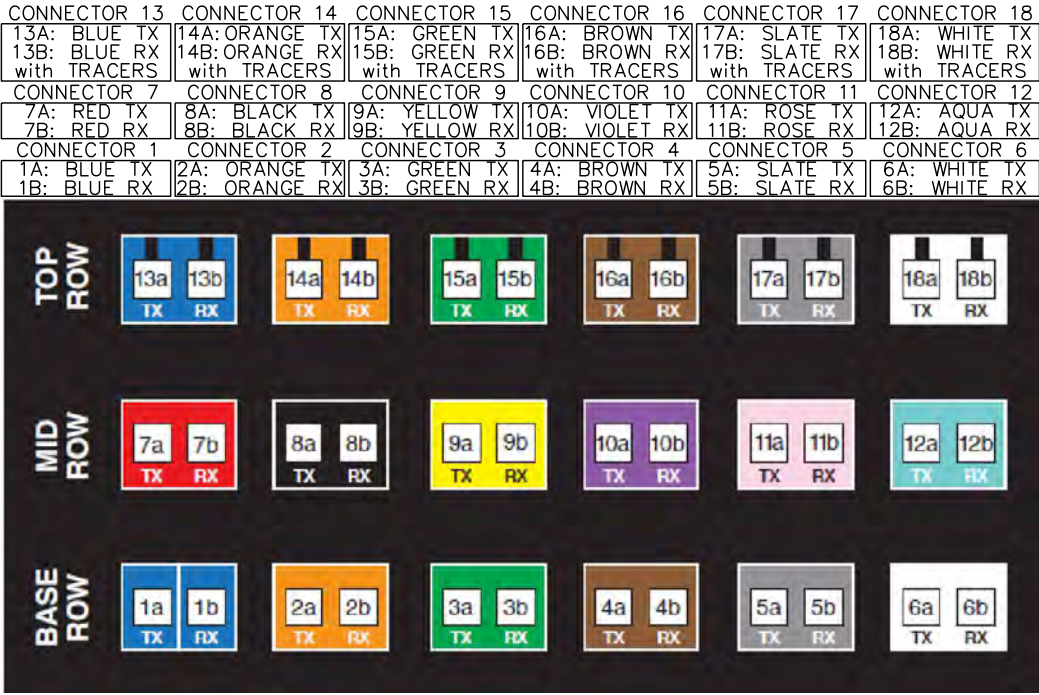 CONNECTOR 13 CONNECTOR 14 CONNECTOR 15 CONNECTOR 16 CONNECTOR 17 CONNECTOR 18
13A: BLUE TX 14A: ORANGE TX 15A: GREEN TX 16A: BROWN TX 17A: SLATE TX 18A: WHITE TX
13B: BLUE RX 14B: ORANGE RX 15B: GREEN RX 16B: BROWN RX 17B: SLATE RX 18B: WHITE RX
with TRACERS with TRACERS with TRACERS with TRACERS with TRACERS with TRACERS
CONNECTOR 7 CONNECTOR 8 CONNECTOR 9 CONNECTOR 10 CONNECTOR 11 CONNECTOR 12
7A: RED TX 8A: BLACK TX 9A: YELLOW TX 10A: VIOLET TX 11A: ROSE TX 12A: AQUA TX
7B: RED RX 8B: BLACK RX 9B: YELLOW RX 10B: VIOLET RX 11B: ROSE RX 12B: AQUA RX
CONNECTOR 1 CONNECTOR 2 CONNECTOR 3 CONNECTOR 4 CONNECTOR 5 CONNECTOR 6
1A: BLUE TX 2A: ORANGE TX 3A: GREEN TX 4A: BROWN TX 5A: SLATE TX 6A: WHITE TX
1B: BLUE RX 2B: ORANGE RX 3B: GREEN RX 4B: BROWN RX 5B: SLATE RX 6B: WHITE RX
TOP
ROW
13a 13b 14a 14b 15a 15b 16a 16b 17a 17b 18a 18b
TX RX TX RX TX RX TX RX TX RX TX RX
MID
ROW
7a 7b 8a 8b 9a 9b 10a 10b 11a 11b 12a 12b
TX RX TX RX TX RX TX RX TX RX TX RX
BASE
ROW
1a 1b 2a 2b 3a 3b 4a 4b 5a 5b 6a 6b
TX RX TX RX TX RX TX RX TX RX TX RX